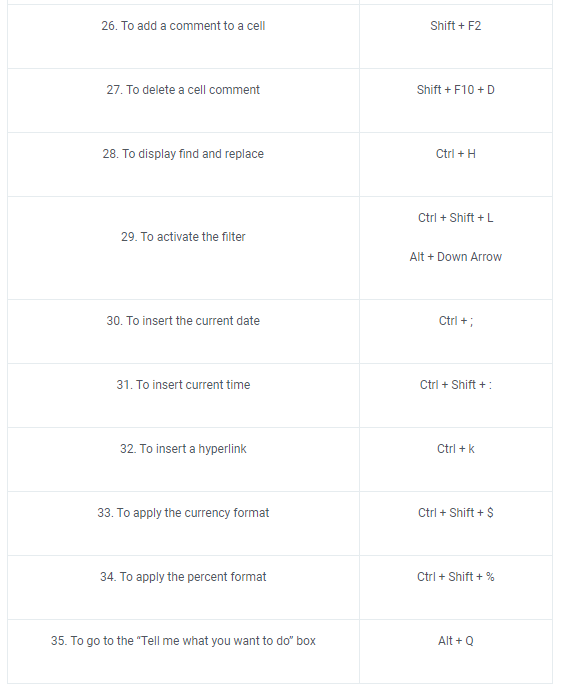 26. To add a comment to a cell
Shift + F2
27. To delete a cell comment
Shift + F10 + D
28. To display find and replace
Ctrl + H
29. To activate the filter
Ctrl + Shift + L
Alt + Down Arrow
30. To insert the current date
Ctrl + ;
31. To insert current time
Ctrl + Shift + :
32. To insert a hyperlink
Ctrl + k
33. To apply the currency format
Ctrl + Shift + $
34. To apply the percent format
Ctrl + Shift + %
35. To go to the “Tell me what you want to do” box
Alt + Q